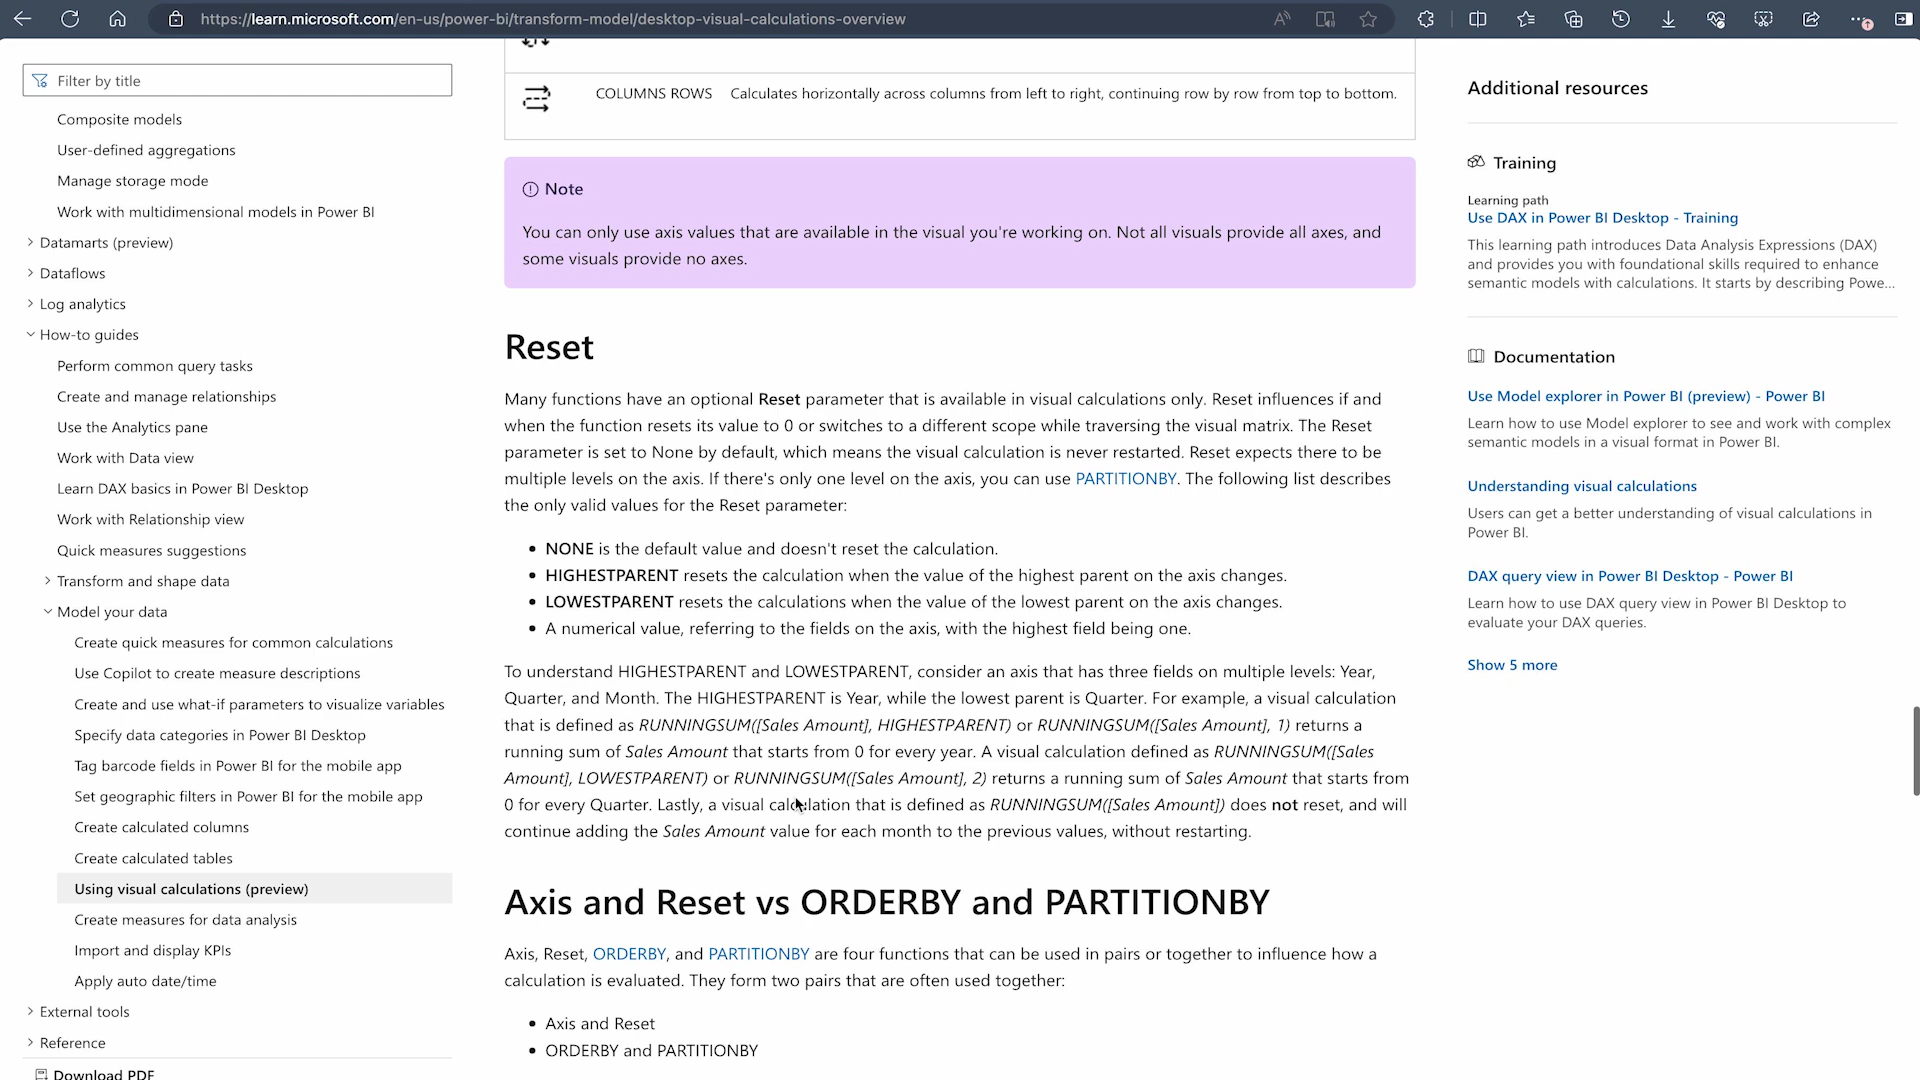 https://learn.microsoft.com/en-us/power-bi/transform-model/desktop-visual-calculations-overview
Filter by title
Composite models
User-defined aggregations
Manage storage mode
Work with multidimensional models in Power BI
Datamarts (preview)
Dataflows
Log analytics
How-to guides
Perform common query tasks
Create and manage relationships
Use the Analytics pane
Work with Data view
Learn DAX basics in Power BI Desktop
Work with Relationship view
Quick measures suggestions
Transform and shape data
Model your data
Create quick measures for common calculations
Use Copilot to create measure descriptions
Create and use what-if parameters to visualize variables
Specify data categories in Power BI Desktop
Tag barcode fields in Power BI for the mobile app
Set geographic filters in Power BI for the mobile app
Create calculated columns
Create calculated tables
Using visual calculations (preview)
Create measures for data analysis
Import and display KPIs
Apply auto date/time
External tools
Reference
Download PDF
COLUMNS ROWS Calculates horizontally across columns from left to right, continuing row by row from top to bottom.
Note
You can only use axis values that are available in the visual you're working on. Not all visuals provide all axes, and
some visuals provide no axes.
Reset
Many functions have an optional Reset parameter that is available in visual calculations only. Reset influences if and
when the function resets its value to 0 or switches to a different scope while traversing the visual matrix. The Reset
parameter is set to None by default, which means the visual calculation is never restarted. Reset expects there to be
multiple levels on the axis. If there's only one level on the axis, you can use PARTITIONBY. The following list describes
the only valid values for the Reset parameter:
• NONE is the default value and doesn't reset the calculation.
• HIGHESTPARENT resets the calculation when the value of the highest parent on the axis changes.
• LOWESTPARENT resets the calculations when the value of the lowest parent on the axis changes.
• A numerical value, referring to the fields on the axis, with the highest field being one.
To understand HIGHESTPARENT and LOWESTPARENT, consider an axis that has three fields on multiple levels: Year,
Quarter, and Month. The HIGHESTPARENT is Year, while the lowest parent is Quarter. For example, a visual calculation
that is defined as RUNNINGSUM([Sales Amount], HIGHESTPARENT) or RUNNINGSUM([Sales Amount], 1) returns a
running sum of Sales Amount that starts from 0 for every year. A visual calculation defined as RUNNINGSUM([Sales
Amount], LOWESTPARENT) or RUNNINGSUM([Sales Amount], 2) returns a running sum of Sales Amount that starts from
0 for every Quarter. Lastly, a visual calculation that is defined as RUNNINGSUM([Sales Amount]) does not reset, and will
continue adding the Sales Amount value for each month to the previous values, without restarting.
Axis and Reset vs ORDERBY and PARTITIONBY
Axis, Reset, ORDERBY, and PARTITIONBY are four functions that can be used in pairs or together to influence how a
calculation is evaluated. They form two pairs that are often used together:
• Axis and Reset
• ORDERBY and PARTITIONBY
Additional resources
Training
Learning path
Use DAX in Power BI Desktop - Training
This learning path introduces Data Analysis Expressions (DAX)
and provides you with foundational skills required to enhance
semantic models with calculations. It starts by describing Powe...
Documentation
Use Model explorer in Power BI (preview) - Power BI
Learn how to use Model explorer to see and work with complex
semantic models in a visual format in Power BI.
Understanding visual calculations
Users can get a better understanding of visual calculations in
Power BI.
DAX query view in Power BI Desktop - Power BI
Learn how to use DAX query view in Power BI Desktop to
evaluate your DAX queries.
Show 5 more